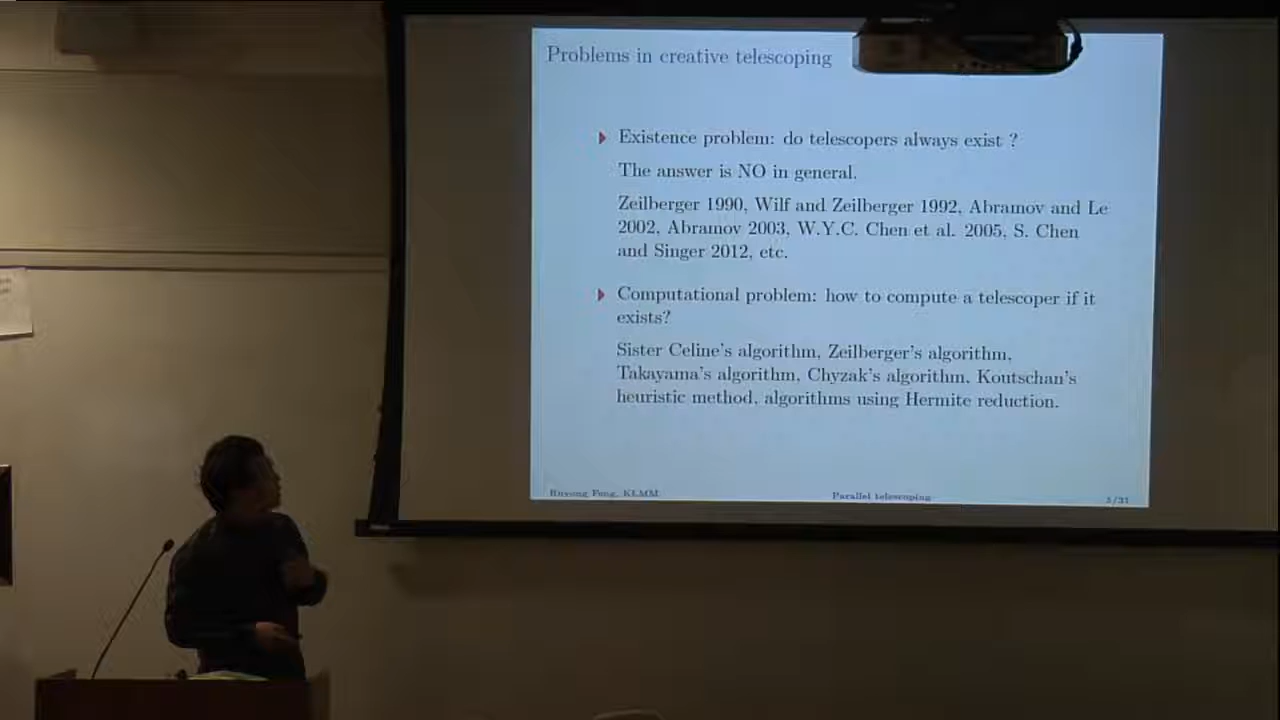 Problems in creative telescoping
Existence problem: do telescopers always exist ?
The answer is NO in general.
Zeilberger 1990, Wilf and Zeilberger 1992, Abramov and Le
2002, Abramov 2003, W.Y.C. Chen et al. 2005, S. Chen
and Singer 2012, etc.
Computational problem: how to compute a telescoper if it
exists?
Sister Celine's algorithm, Zeilberger's algorithm,
Takayama's algorithm, Chyzak's algorithm, Koutschan's
heuristic method, algorithms using Hermite reduction.
Ruyong Feng, KLMM
Parallel telescoping